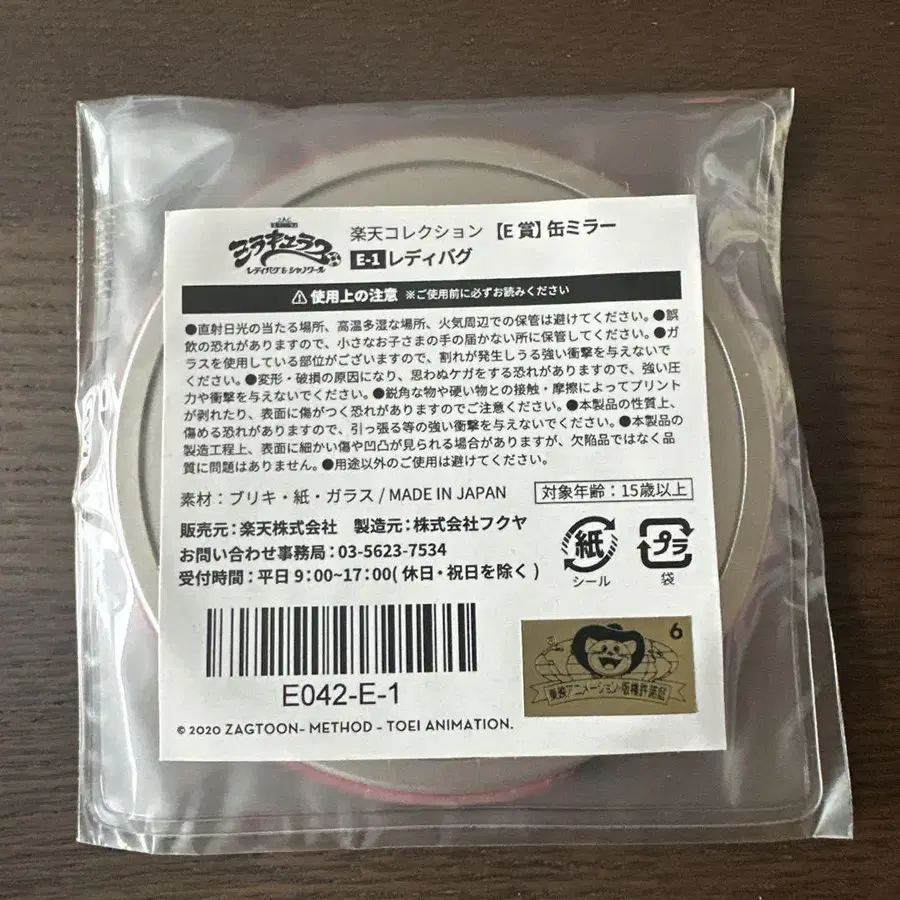 ZAG
ミラキュラス
レディバグ&シャノワール
楽天コレクション 【E賞】缶ミラー
E-1 レディバグ
⚠使用上の注意 ※ご使用前に必ずお読みください
●直射日光の当たる場所、高温多湿な場所、火気周辺での保管は避けてください。●誤
飲の恐れがありますので、小さなお子さまの手の届かない所に保管してください。●ガ
ラスを使用している部位がございますので、割れが発生しうる強い衝撃を与えないで
ください。●変形・破損の原因になり、思わぬケガをする恐れがありますので、強い圧
力や衝撃を与えないでください。●鋭角な物や硬い物との接触・摩擦によってプリント
が剥れたり、表面に傷がつく恐れがありますのでご注意ください。●本製品の性質上、
傷める恐れがありますので、引っ張る等の強い衝撃を与えないでください。●本製品の
製造工程上、表面に細かい傷や凹凸が見られる場合がありますが、欠陥品ではなく品
質に問題はありません。●用途以外のご使用は避けてください。
素材：ブリキ・紙・ガラス / MADE IN JAPAN
対象年齢：15歳以上
販売元：楽天株式会社 製造元：株式会社フクヤ
お問い合わせ事務局：03-5623-7534
受付時間：平日 9:00~17:00( 休日・祝日を除く )
紙
シール
プラ
袋
E042-E-1
6
東映アニメーション・版権許諾証
© 2020 ZAGTOON- METHOD - TOEI ANIMATION.